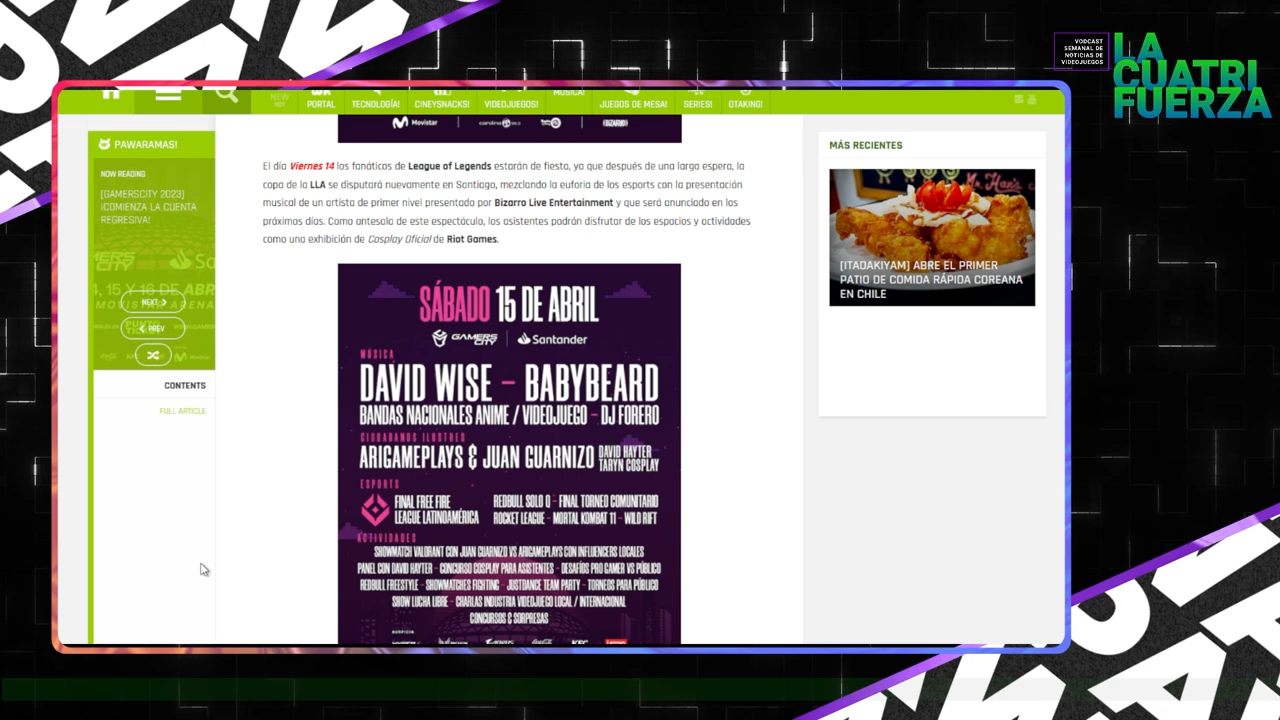 VODCAST
SEMANAL DE
NOTICIAS DE
VIDEOJUEGOS
LA
CUATRI
FUERZA
NEW
PORTAL
TECNOLOGÍA!
CINEYSNACKS!
VIDEOJUEGOS!
MÚSICA!
JUEGOS DE MESA!
SERIES!
OTAKING!
PAWARAMAS!
NOW READING
[GAMERSCITY 2023]
¡COMIENZA LA CUENTA
REGRESIVA!
NEXT
PREV
CONTENTS
FULL ARTICLE
Movistar
El día Viernes 14 los fanáticos de League of Legends estarán de fiesta, ya que después de una larga espera, la
copa de la LLA se disputará nuevamente en Santiago, mezclando la euforia de los esports con la presentación
musical de un artista de primer nivel presentado por Bizarro Live Entertainment y que será anunciado en los
próximos días. Como antesala de este espectáculo, los asistentes podrán disfrutar de los espacios y actividades
como una exhibición de Cosplay Oficial de Riot Games.
SÁBADO 15 DE ABRIL
GAMERS CITY Santander
MÚSICA
DAVID WISE - BABYBEARD
BANDAS NACIONALES ANIME / VIDEOJUEGO - DJ FORERO
CIUDADANOS ILUSTRES
ARIGAMEPLAYS & JUAN GUARNIZO DAVID HAYTER
TARYN COSPLAY
ESPORTS
FINAL FREE FIRE
LEAGUE LATINOAMÉRICA
REDBULL SOLO Q - FINAL TORNEO COMUNITARIO
ROCKET LEAGUE - MORTAL KOMBAT 11 - WILD RIFT
ACTIVIDADES
SHOWMATCH VALORANT CON JUAN GUARNIZO VS ARIGAMEPLAYS CON INFLUENCERS LOCALES
PANEL CON DAVID HAYTER - CONCURSO COSPLAY PARA ASISTENTES - DESAFÍOS PRO GAMER VS PÚBLICO
REDBULL FREESTYLE - SHOWMATCHES FIGHTING - JUSTDANCE TEAM PARTY - TORNEOS PARA PÚBLICO
SHOW LUCHA LIBRE - CHARLAS INDUSTRIA VIDEOJUEGO LOCAL / INTERNACIONAL
CONCURSOS & SORPRESAS
AUSPICIA
MÁS RECIENTES
[ITADAKIYAM] ABRE EL PRIMER
PATIO DE COMIDA RÁPIDA COREANA
EN CHILE